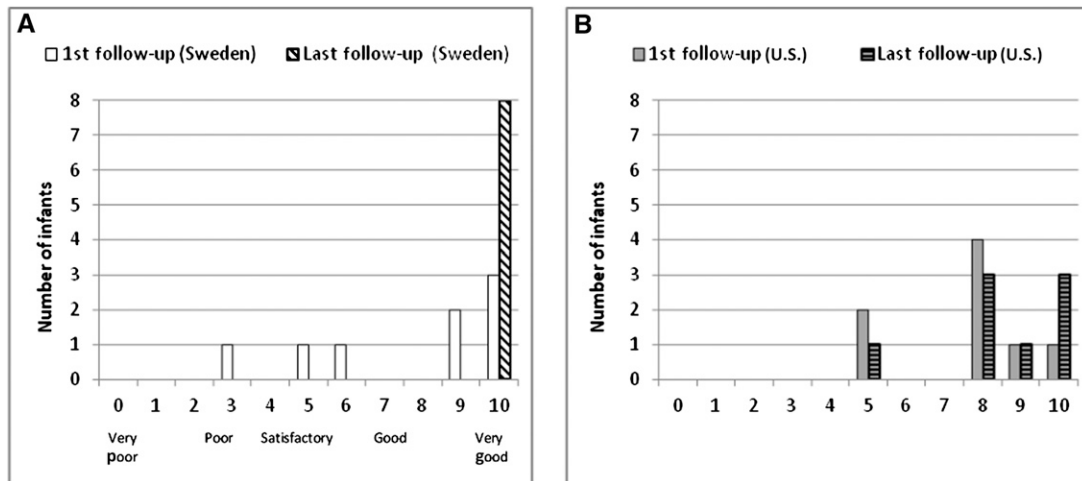 A
1st follow-up (Sweden) Last follow-up (Sweden)
Number of infants
8
7
6
5
4
3
2
1
0
0 1 2 3 4 5 6 7 8 9 10
Very poor Poor Satisfactory Good Very good
B
1st follow-up (U.S.) Last follow-up (U.S.)
Number of infants
8
7
6
5
4
3
2
1
0
0 1 2 3 4 5 6 7 8 9 10